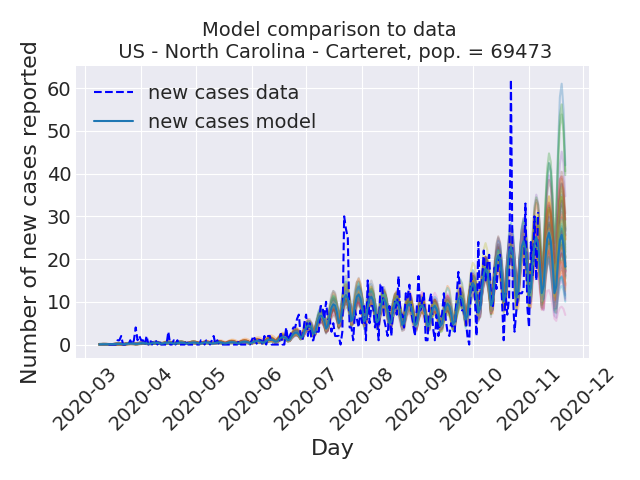 Model comparison to data
US - North Carolina - Carteret, pop. = 69473
Number of new cases reported
60
50
40
30
20
10
0
new cases data
new cases model
2020-03
2020-04
2020-05
2020-06
2020-07
2020-08
2020-09
2020-10
2020-11
2020-12
Day